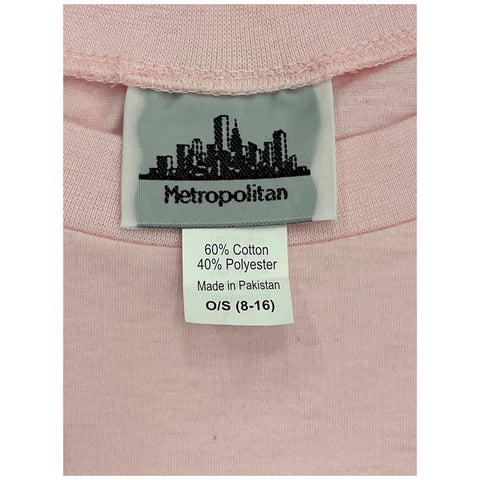 Metropolitan
60% Cotton
40% Polyester
Made in Pakistan
O/S (8-16)